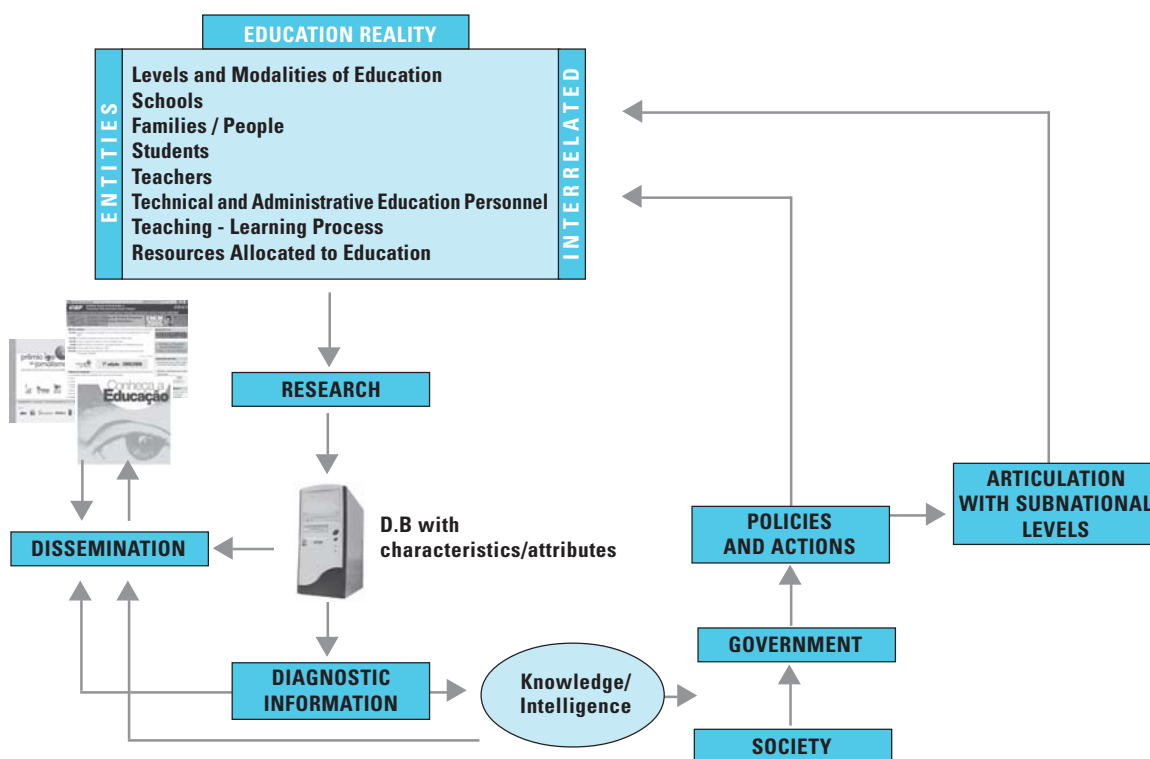 EDUCATION REALITY
ENTITIES
Levels and Modalities of Education
Schools
Families / People
Students
Teachers
Technical and Administrative Education Personnel
Teaching - Learning Process
Resources Allocated to Education
INTERRELATED
prêmio
jornalismo
Conheça a
Educação
RESEARCH
D.B with
characteristics/attributes
DISSEMINATION
DIAGNOSTIC
INFORMATION
Knowledge/
Intelligence
POLICIES
AND ACTIONS
GOVERNMENT
SOCIETY
ARTICULATION
WITH SUBNATIONAL
LEVELS